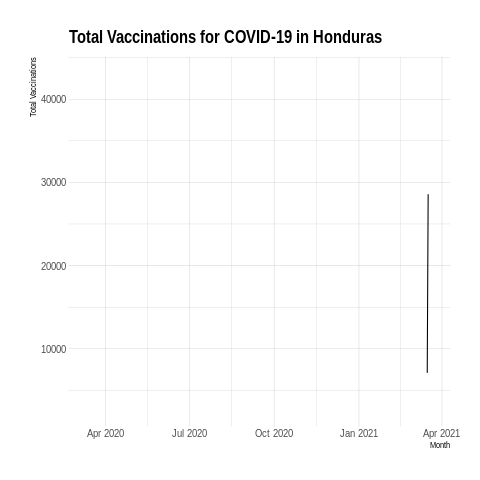 Total Vaccinations for COVID-19 in Honduras
Total Vaccinations
40000
30000
20000
10000
Apr 2020 Jul 2020 Oct 2020 Jan 2021 Apr 2021
Month